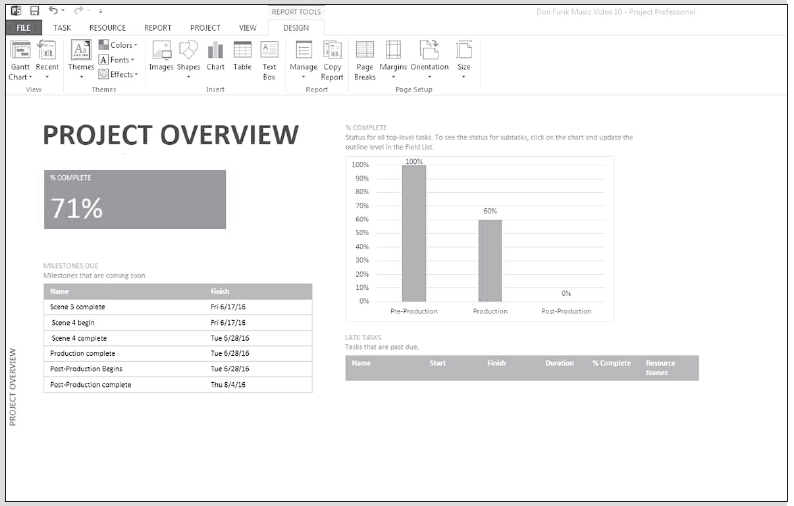 REPORT TOOLS
Don Funk Music Video 10 - Project Professional
FILE TASK RESOURCE REPORT PROJECT VIEW DESIGN
Gantt Chart Recent
View
Themes Colors Fonts Effects
Themes
Images Shapes Chart Table Text Box
Insert
Manage Copy Report
Report
Page Breaks Margins Orientation Size
Page Setup
PROJECT OVERVIEW
% COMPLETE
71%
MILESTONES DUE
Milestones that are coming soon.
Name Finish
Scene 3 complete Fri 6/17/16
Scene 4 begin Fri 6/17/16
Scene 4 complete Tue 6/28/16
Production complete Tue 6/28/16
Post-Production Begins Tue 6/28/16
Post-Production complete Thu 8/4/16
% COMPLETE
Status for all top-level tasks. To see the status for subtasks, click on the chart and update the
outline level in the Field List.
100%
90%
80%
70%
60%
50%
40%
30%
20%
10%
0%
100%
60%
0%
Pre-Production Production Post-Production
LATE TASKS
Tasks that are past due.
Name Start Finish Duration % Complete Resource
Names
PROJECT OVERVIEW